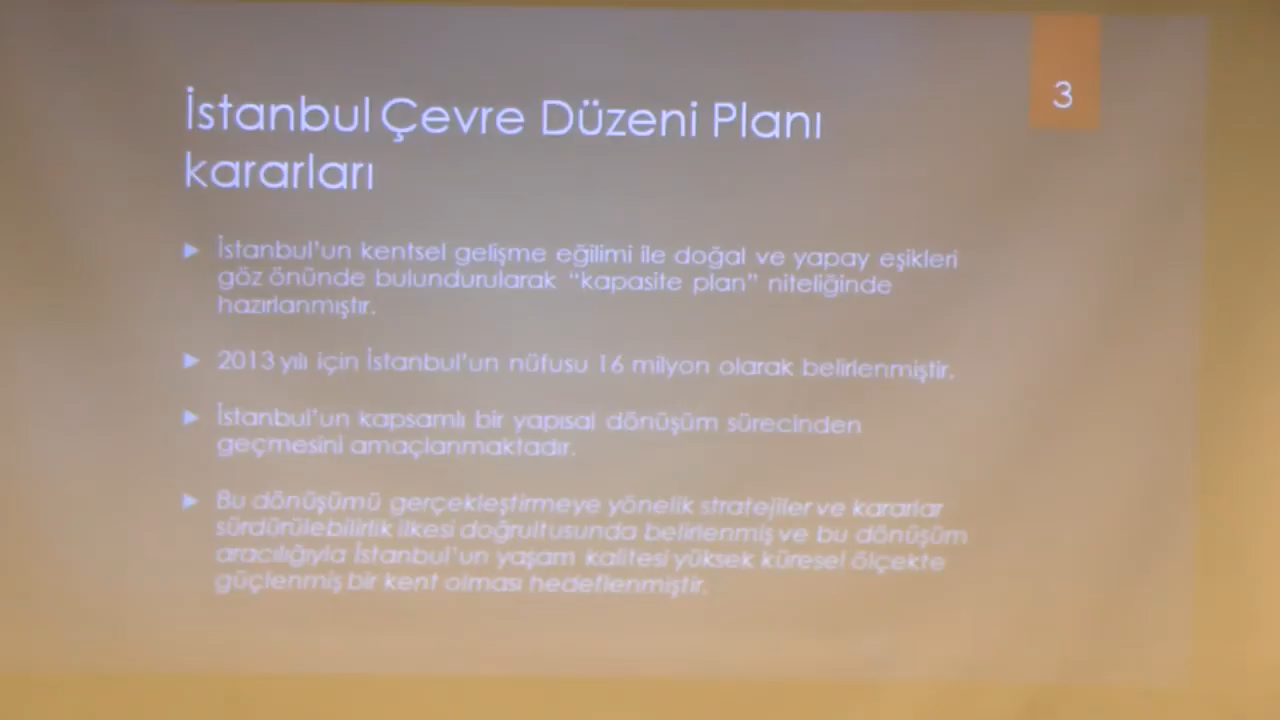 3
İstanbul Çevre Düzeni Planı
kararları
İstanbul'un kentsel gelişme eğilimi ile doğal ve yapay eşikleri
göz önünde bulundurularak “kapasite plan” niteliğinde
hazırlanmıştır.
2013 yılı için İstanbul'un nüfusu 16 milyon olarak belirlenmiştir.
İstanbul'un kapsamlı bir yapısal dönüşüm sürecinden
geçmesini amaçlanmaktadır.
Bu dönüşümü gerçekleştirmeye yönelik stratejiler ve kararlar
sürdürülebilirlik ilkesi doğrultusunda belirlenmiş ve bu dönüşüm
aracılığıyla İstanbul'un yaşam kalitesi yüksek küresel ölçekte
güçlenmiş bir kent olması hedeflenmiştir.